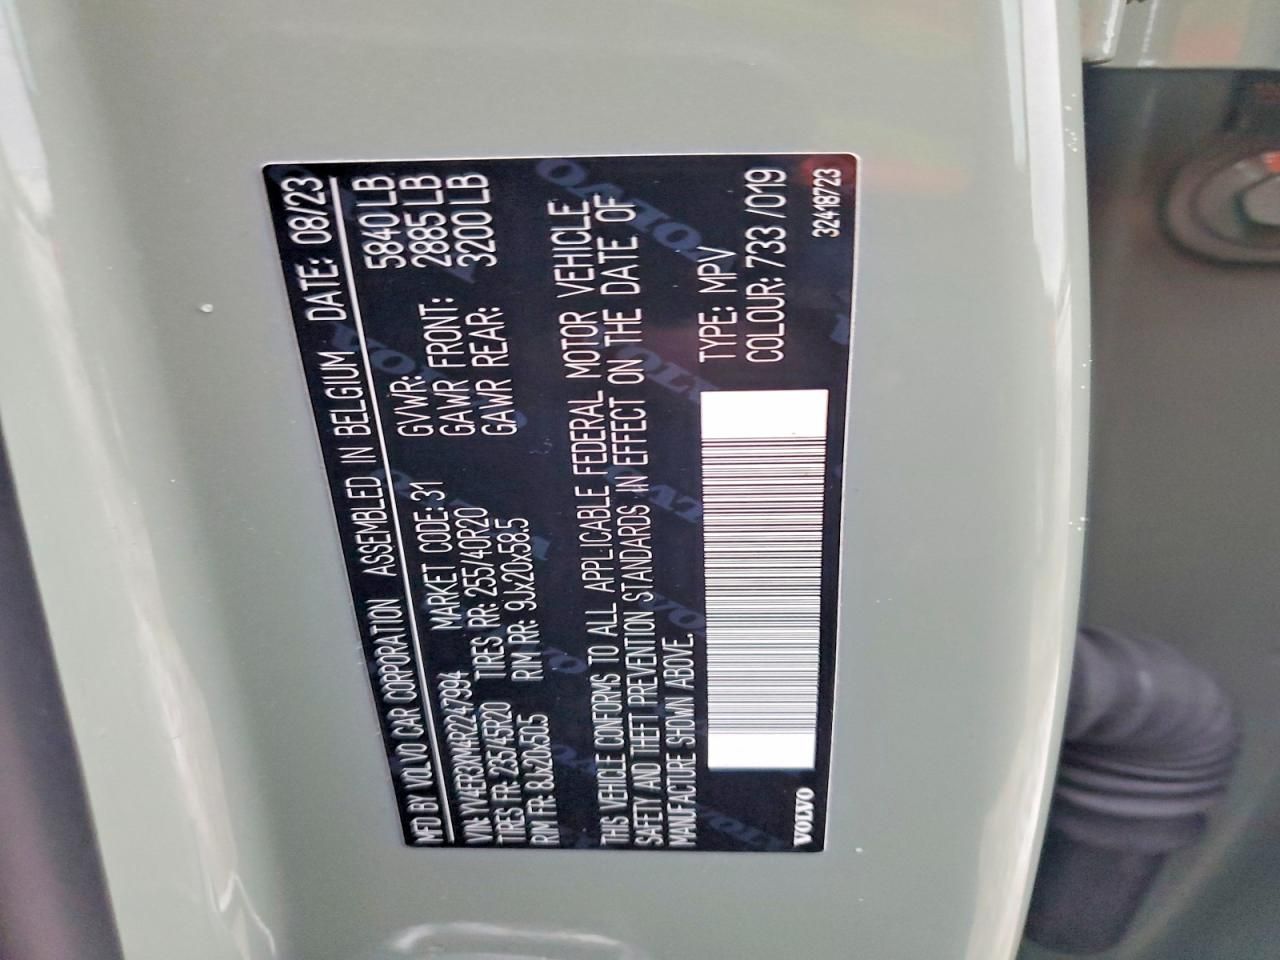 MFD BY VOLVO CAR CORPORATION ASSEMBLED IN BELGIUM DATE: 08/23
VIN: YV4ER3XM4R2247994 MARKET CODE: 31 GVWR: 5840 LB
TIRES FR: 235/45R20 TIRES RR: 255/40R20 GAWR FRONT: 2885 LB
RIM FR: 8Jx20x50.5 RIM RR: 9Jx20x58.5 GAWR REAR: 3200 LB
THIS VEHICLE CONFORMS TO ALL APPLICABLE FEDERAL MOTOR VEHICLE
SAFETY AND THEFT PREVENTION STANDARDS IN EFFECT ON THE DATE OF
MANUFACTURE SHOWN ABOVE.
TYPE: MPV
COLOUR: 733 /019
VOLVO 32418723